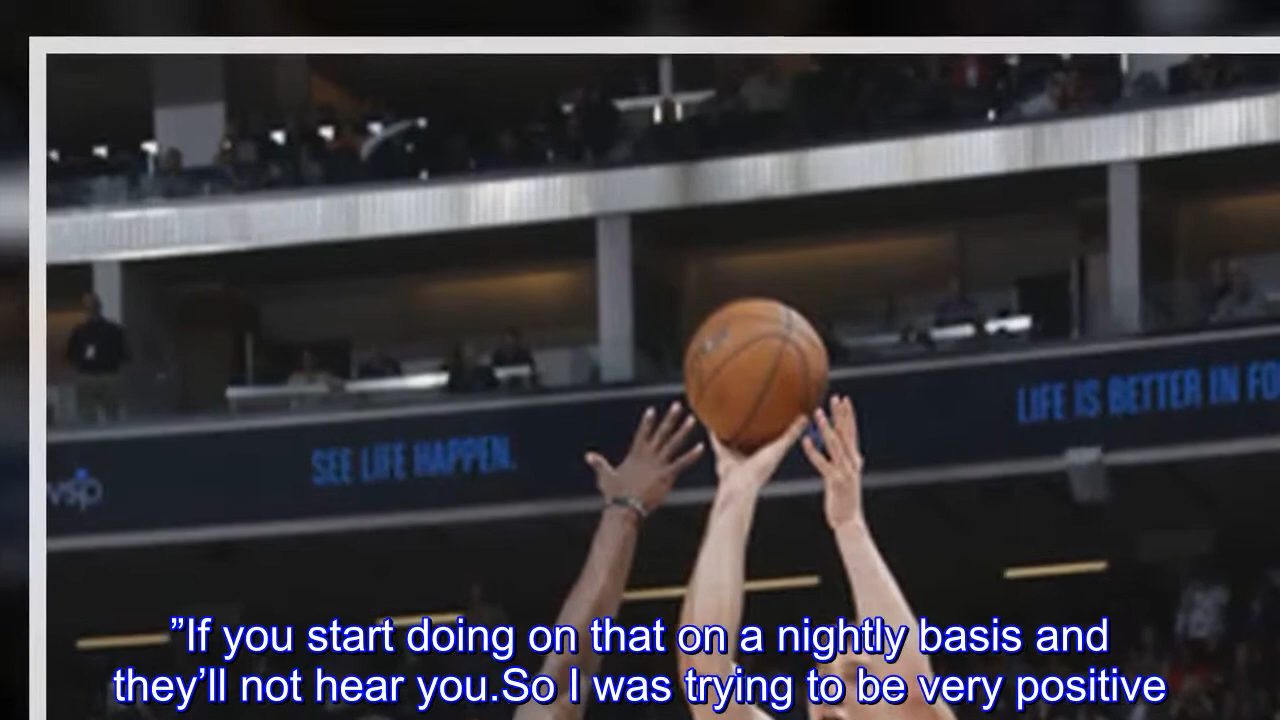 LIFE IS BETTER IN FO
SEE LIFE HAPPEN.
vsp
”If you start doing on that on a nightly basis and
they’ll not hear you.So I was trying to be very positive